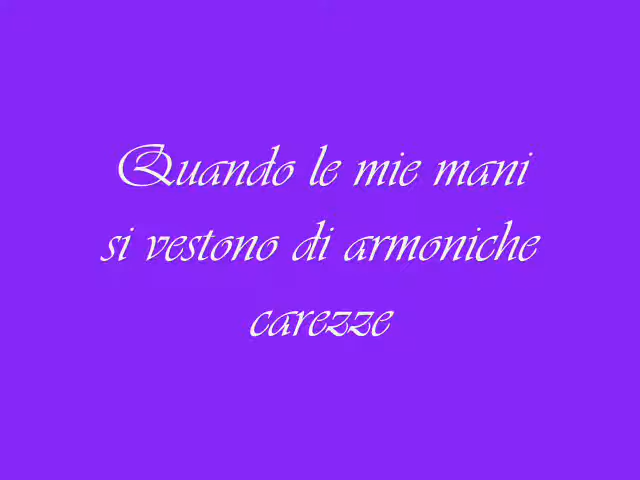 Quando le mie mani
si vestono di armoniche
carezze